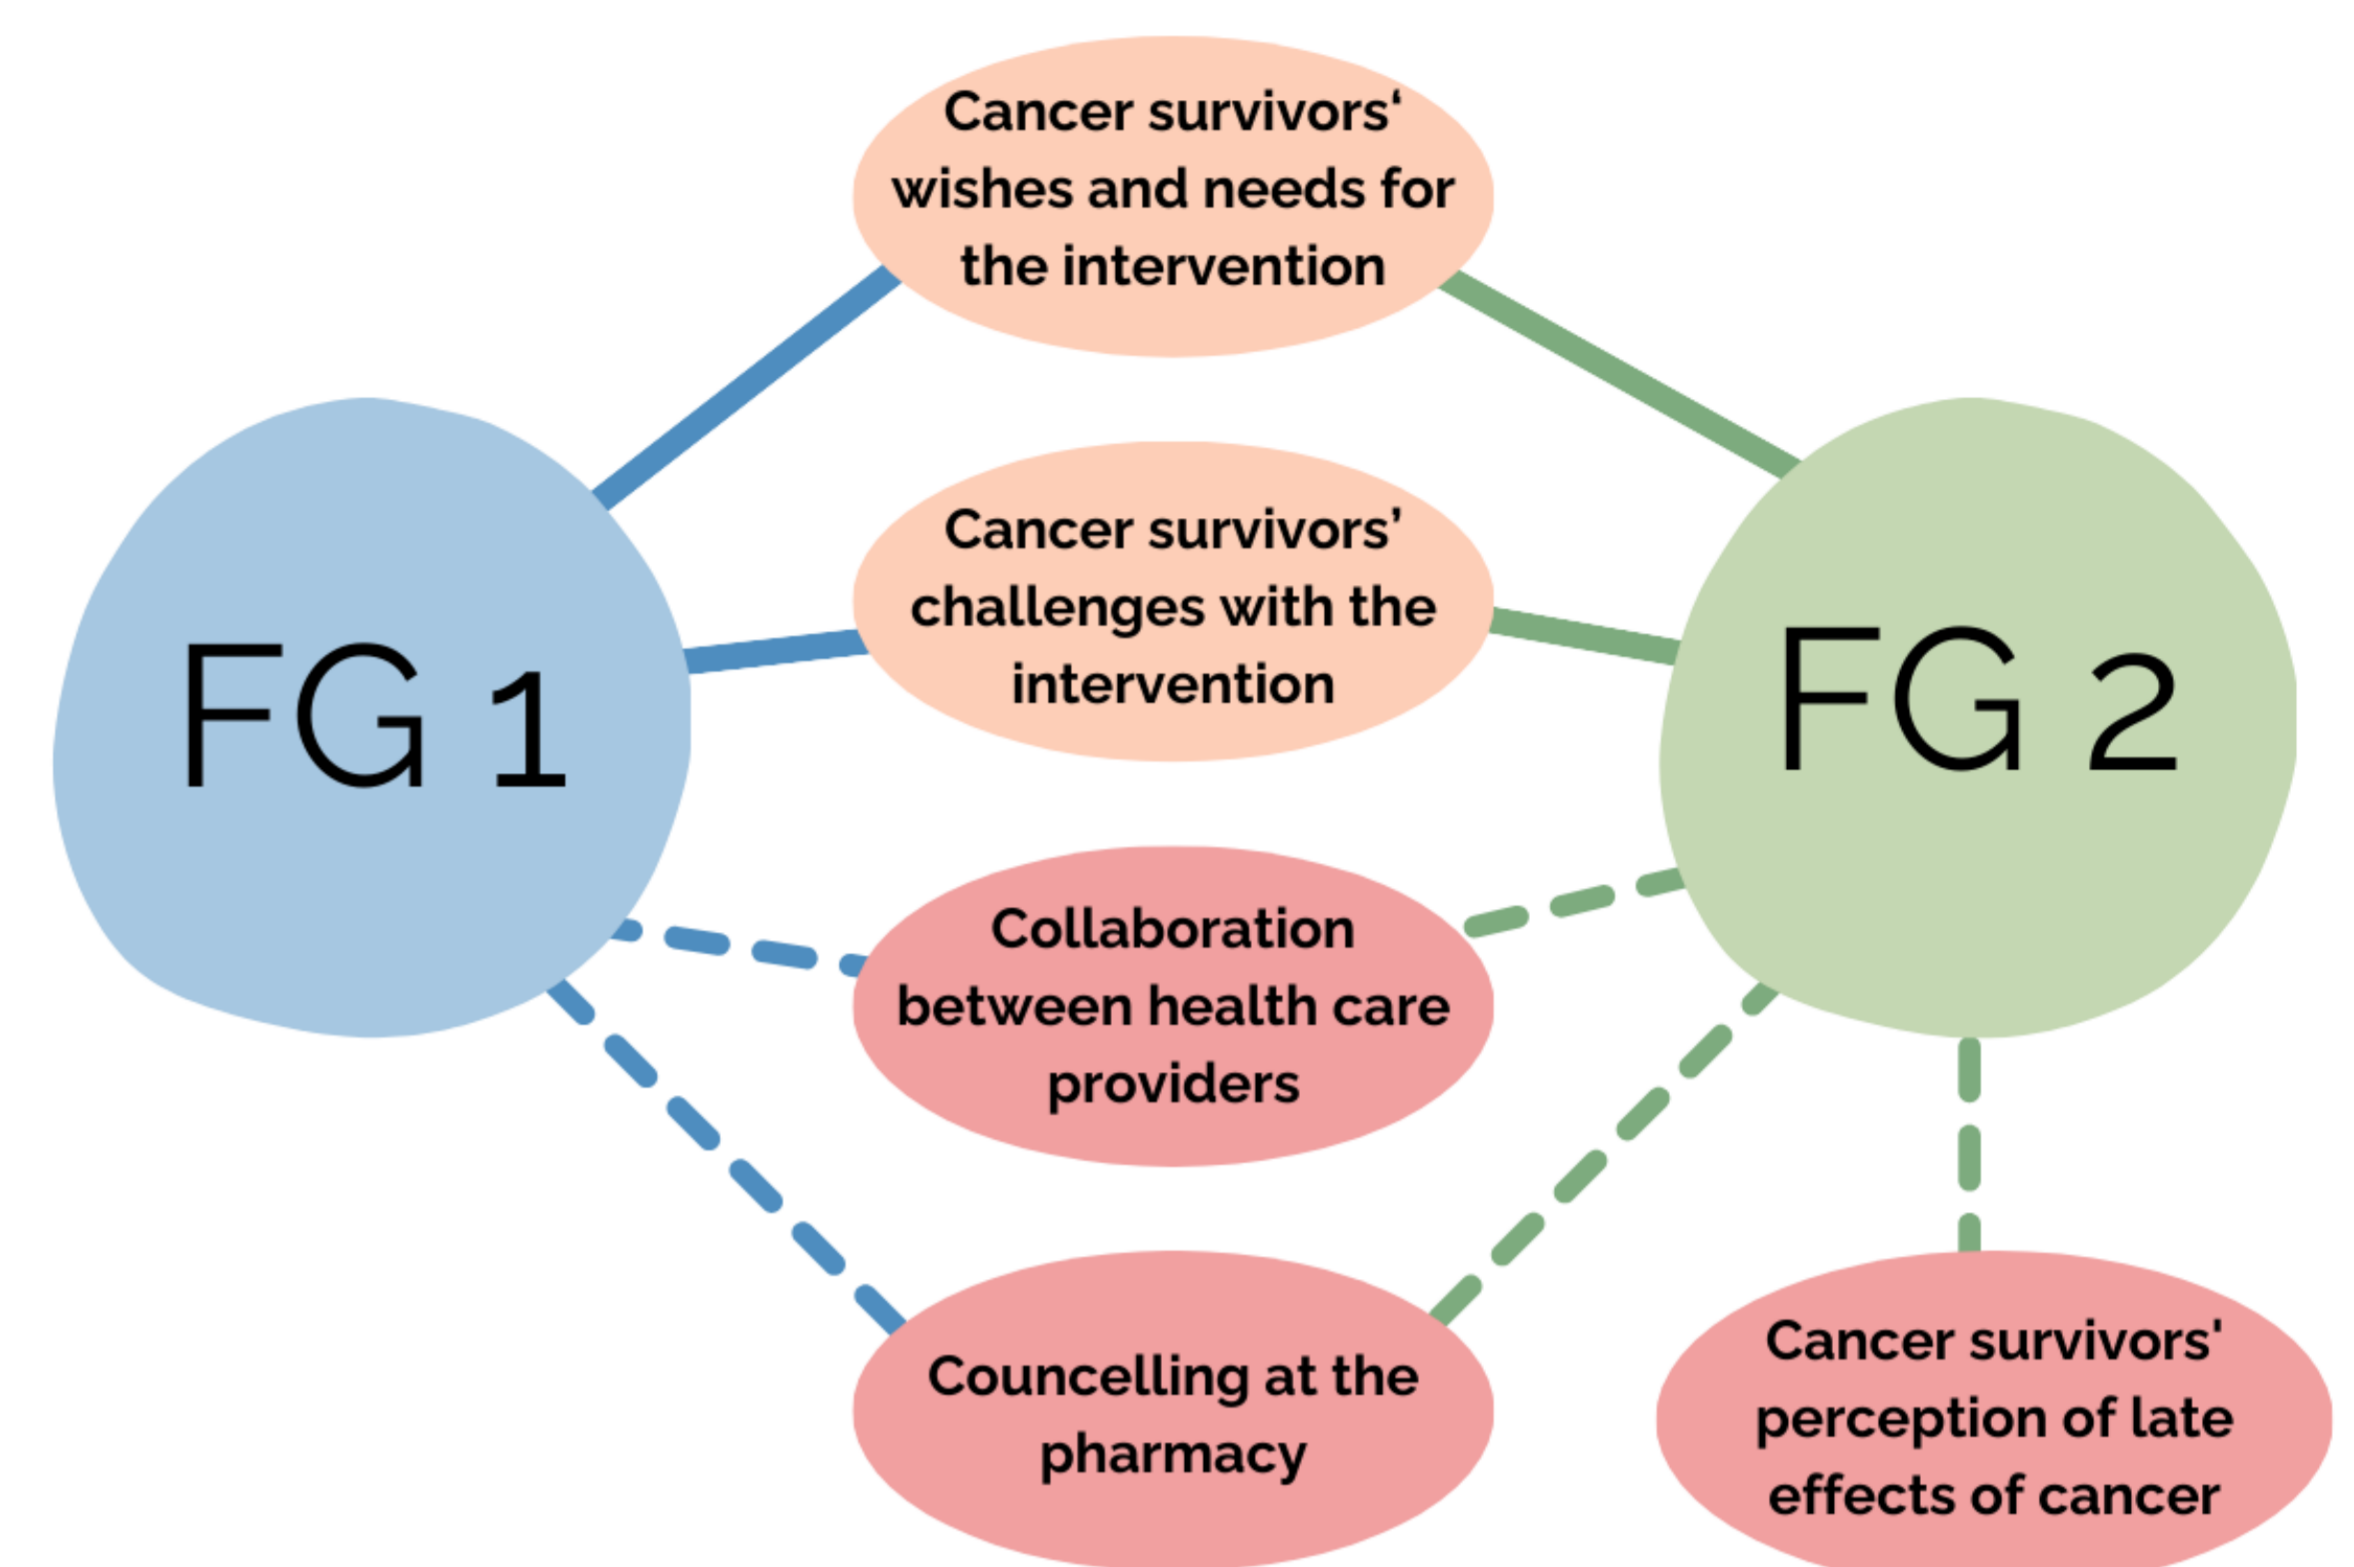 Cancer survivors‘
wishes and needs for
the intervention
FG 1
Cancer survivors’
challenges with the
intervention
FG 2
Collaboration
between health care
providers
Councelling at the
pharmacy
Cancer survivors'
perception of late
effects of cancer